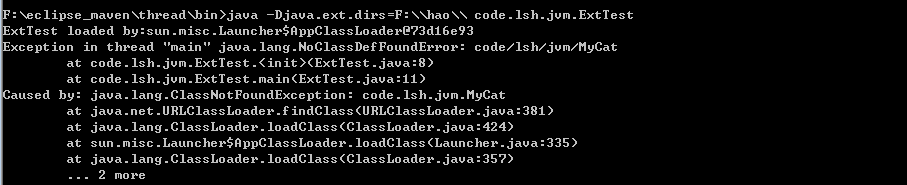 F:\eclipse_maven\thread\bin>java -Djava.ext.dirs=F:\\hao\\ code.lsh.jvm.ExtTest
ExtTest loaded by:sun.misc.Launcher$AppClassLoader@73d16e93
Exception in thread "main" java.lang.NoClassDefFoundError: code/lsh/jvm/MyCat
        at code.lsh.jvm.ExtTest.<init>(ExtTest.java:8)
        at code.lsh.jvm.ExtTest.main(ExtTest.java:11)
Caused by: java.lang.ClassNotFoundException: code.lsh.jvm.MyCat
        at java.net.URLClassLoader.findClass(URLClassLoader.java:381)
        at java.lang.ClassLoader.loadClass(ClassLoader.java:424)
        at sun.misc.Launcher$AppClassLoader.loadClass(Launcher.java:335)
        at java.lang.ClassLoader.loadClass(ClassLoader.java:357)
        ... 2 more